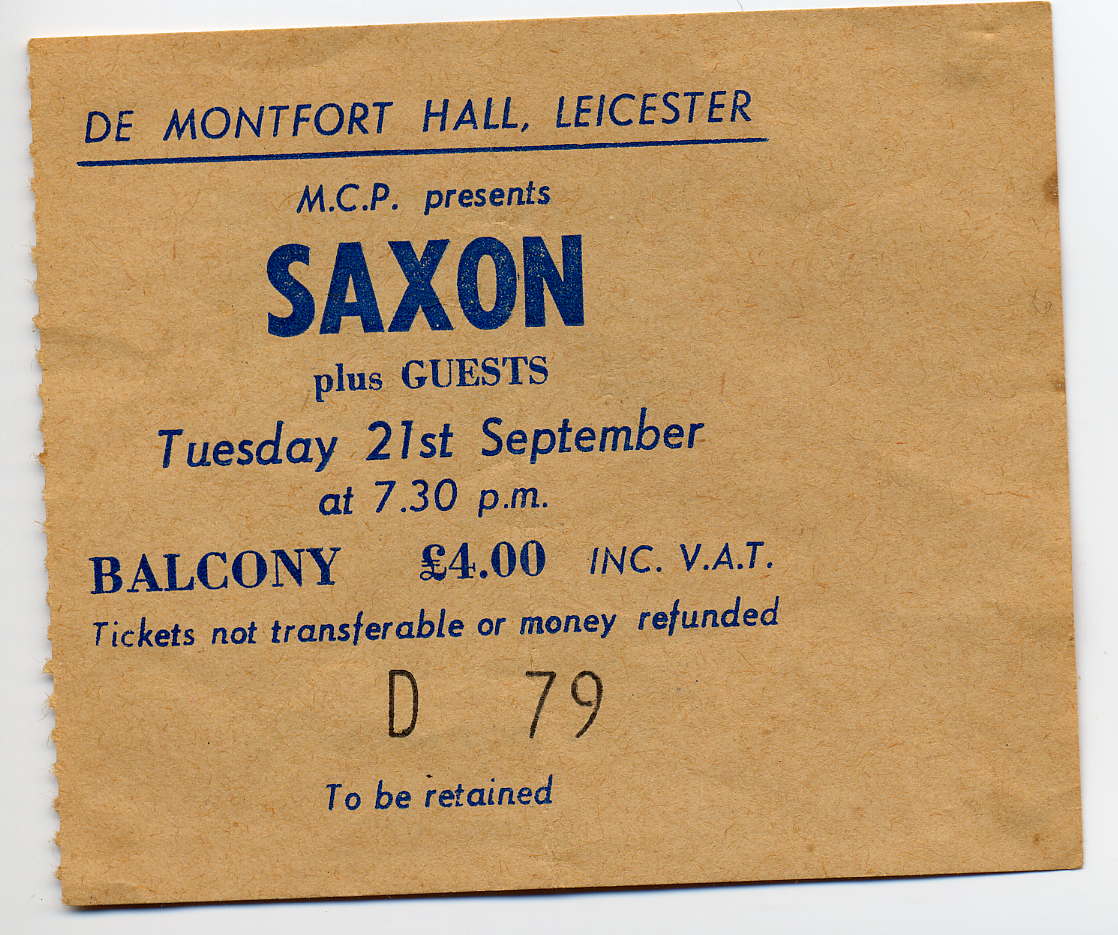 DE MONTFORT HALL, LEICESTER
M.C.P. presents
SAXON
plus GUESTS
Tuesday 21st September
at 7.30 p.m.
BALCONY £4.00 INC. V.A.T.
Tickets not transferable or money refunded
D 79
To be retained